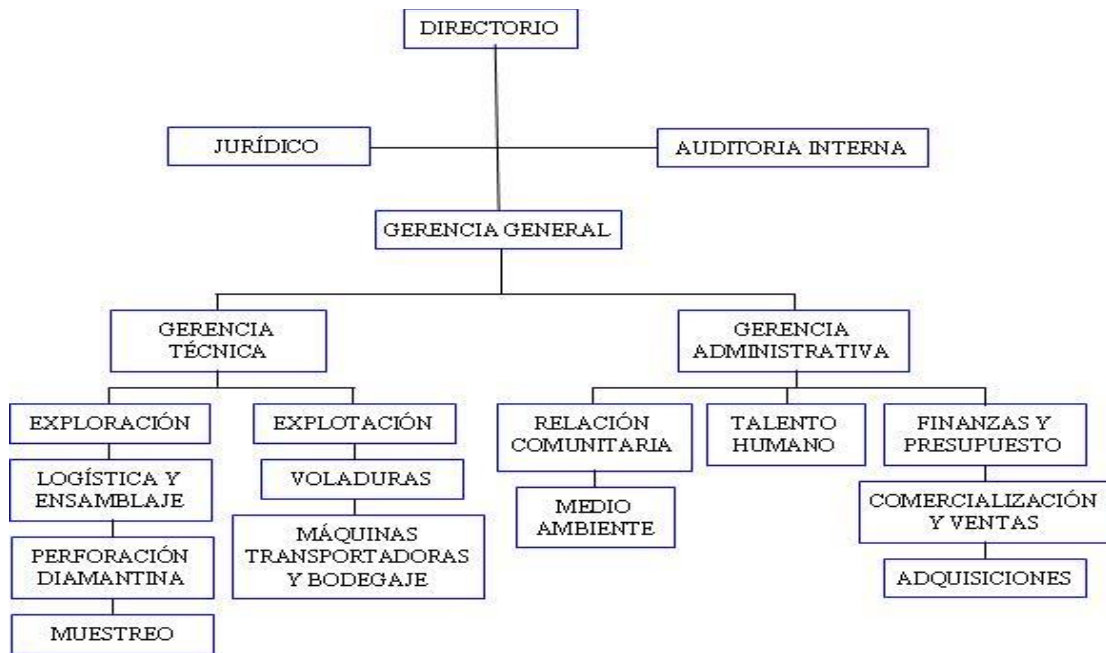 DIRECTORIO
JURÍDICO
AUDITORIA INTERNA
GERENCIA GENERAL
GERENCIA
TÉCNICA
GERENCIA
ADMINISTRATIVA
EXPLORACIÓN
EXPLOTACIÓN
RELACIÓN
COMUNITARIA
TALENTO
HUMANO
FINANZAS Y
PRESUPUESTO
LOGÍSTICA Y
ENSAMBLAJE
VOLADURAS
MEDIO
AMBIENTE
COMERCIALIZACIÓN
Y VENTAS
PERFORACIÓN
DIAMANTINA
MÁQUINAS
TRANSPORTADORAS
Y BODEGAJE
ADQUISICIONES
MUESTREO